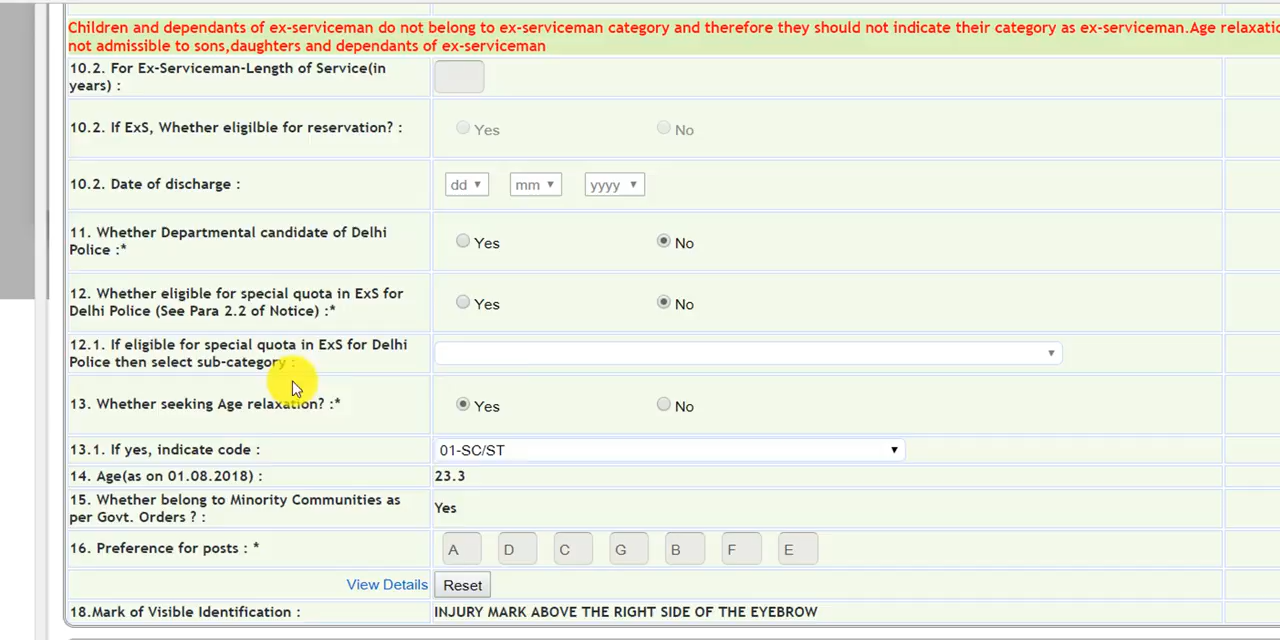 Children and dependants of ex-serviceman do not belong to ex-serviceman category and therefore they should not indicate their category as ex-serviceman.Age
not admissible to sons,daughters and dependants of ex-serviceman
10.2. For Ex-Serviceman-Length of Service(in
years) :
10.2. If ExS, Whether eligilble for reservation? :
Yes No
10.2. Date of discharge :
dd mm yyyy
11. Whether Departmental candidate of Delhi
Police :*
Yes No
12. Whether eligible for special quota in ExS for
Delhi Police (See Para 2.2 of Notice) :*
Yes No
12.1. If eligible for special quota in ExS for Delhi
Police then select sub-category :
13. Whether seeking Age relaxation? :*
Yes No
13.1. If yes, indicate code :
01-SC/ST
14. Age(as on 01.08.2018) :
23.3
15. Whether belong to Minority Communities as
per Govt. Orders ? :
Yes
16. Preference for posts : *
A D C G B F E
View Details Reset
18.Mark of Visible Identification :
INJURY MARK ABOVE THE RIGHT SIDE OF THE EYEBROW